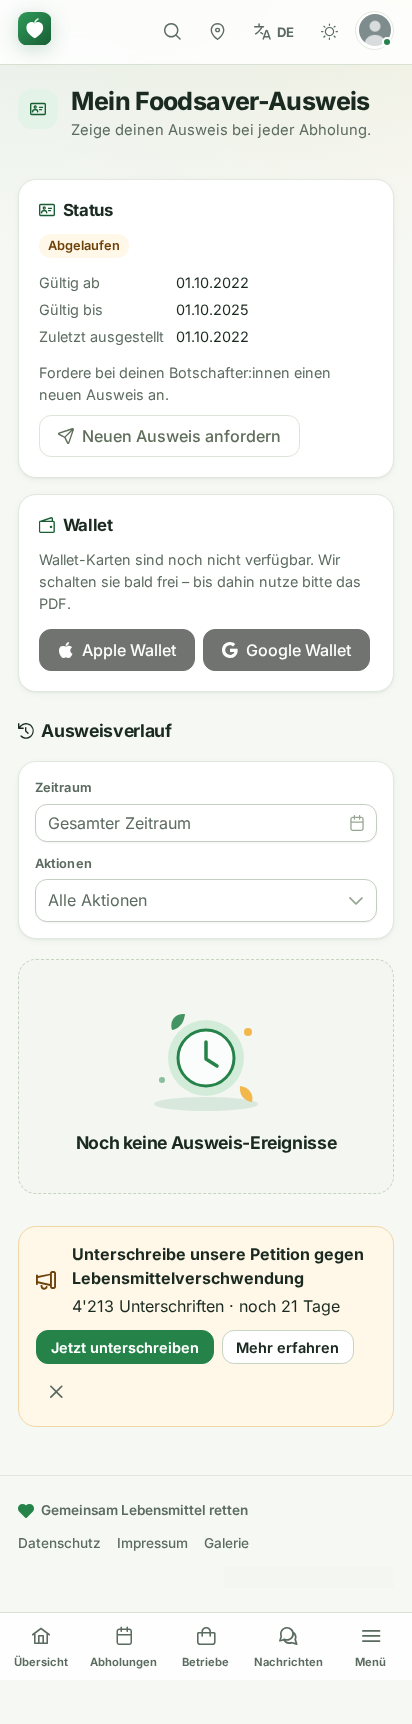 DE
Mein Foodsaver-Ausweis
Zeige deinen Ausweis bei jeder Abholung.
Status
Abgelaufen
Gültig ab 01.10.2022
Gültig bis 01.10.2025
Zuletzt ausgestellt 01.10.2022
Fordere bei deinen Botschafter:innen einen
neuen Ausweis an.
Neuen Ausweis anfordern
Wallet
Wallet-Karten sind noch nicht verfügbar. Wir
schalten sie bald frei – bis dahin nutze bitte das
PDF.
Apple Wallet Google Wallet
Ausweisverlauf
Zeitraum
Gesamter Zeitraum
Aktionen
Alle Aktionen
Noch keine Ausweis-Ereignisse
Unterschreibe unsere Petition gegen
Lebensmittelverschwendung
4'213 Unterschriften · noch 21 Tage
Jetzt unterschreiben Mehr erfahren
Gemeinsam Lebensmittel retten
Datenschutz Impressum Galerie
Übersicht Abholungen Betriebe Nachrichten Menü